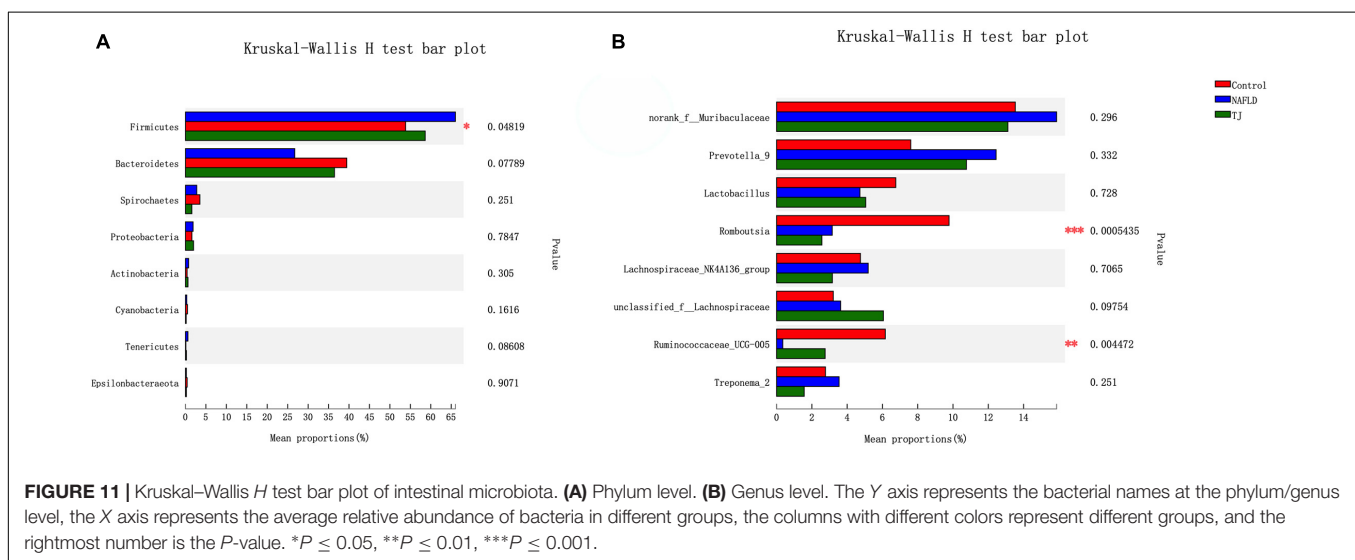 A
Kruskal-Wallis H test bar plot
Firmicutes
Bacteroidetes
Spirochaetes
Proteobacteria
Actinobacteria
Cyanobacteria
Tenericutes
Epsilonbacteraeota
* 0.04819
0.07789
0.251
0.7847
0.305
0.1616
0.08608
0.9071
Pvalue
0 5 10 15 20 25 30 35 40 45 50 55 60 65
Mean proportions(%)
B
Kruskal-Wallis H test bar plot
Control
NAFLD
TJ
norank_f__Muribaculaceae
Prevotella_9
Lactobacillus
Romboutsia
Lachnospiraceae_NK4A136_group
unclassified_f__Lachnospiraceae
Ruminococcaceae_UCG-005
Treponema_2
0.296
0.332
0.728
*** 0.0005435
0.7065
0.09754
** 0.004472
0.251
Pvalue
0 2 4 6 8 10 12 14
Mean proportions(%)
FIGURE 11 | Kruskal–Wallis H test bar plot of intestinal microbiota. (A) Phylum level. (B) Genus level. The Y axis represents the bacterial names at the phylum/genus
level, the X axis represents the average relative abundance of bacteria in different groups, the columns with different colors represent different groups, and the
rightmost number is the P-value. *P ≤ 0.05, **P ≤ 0.01, ***P ≤ 0.001.